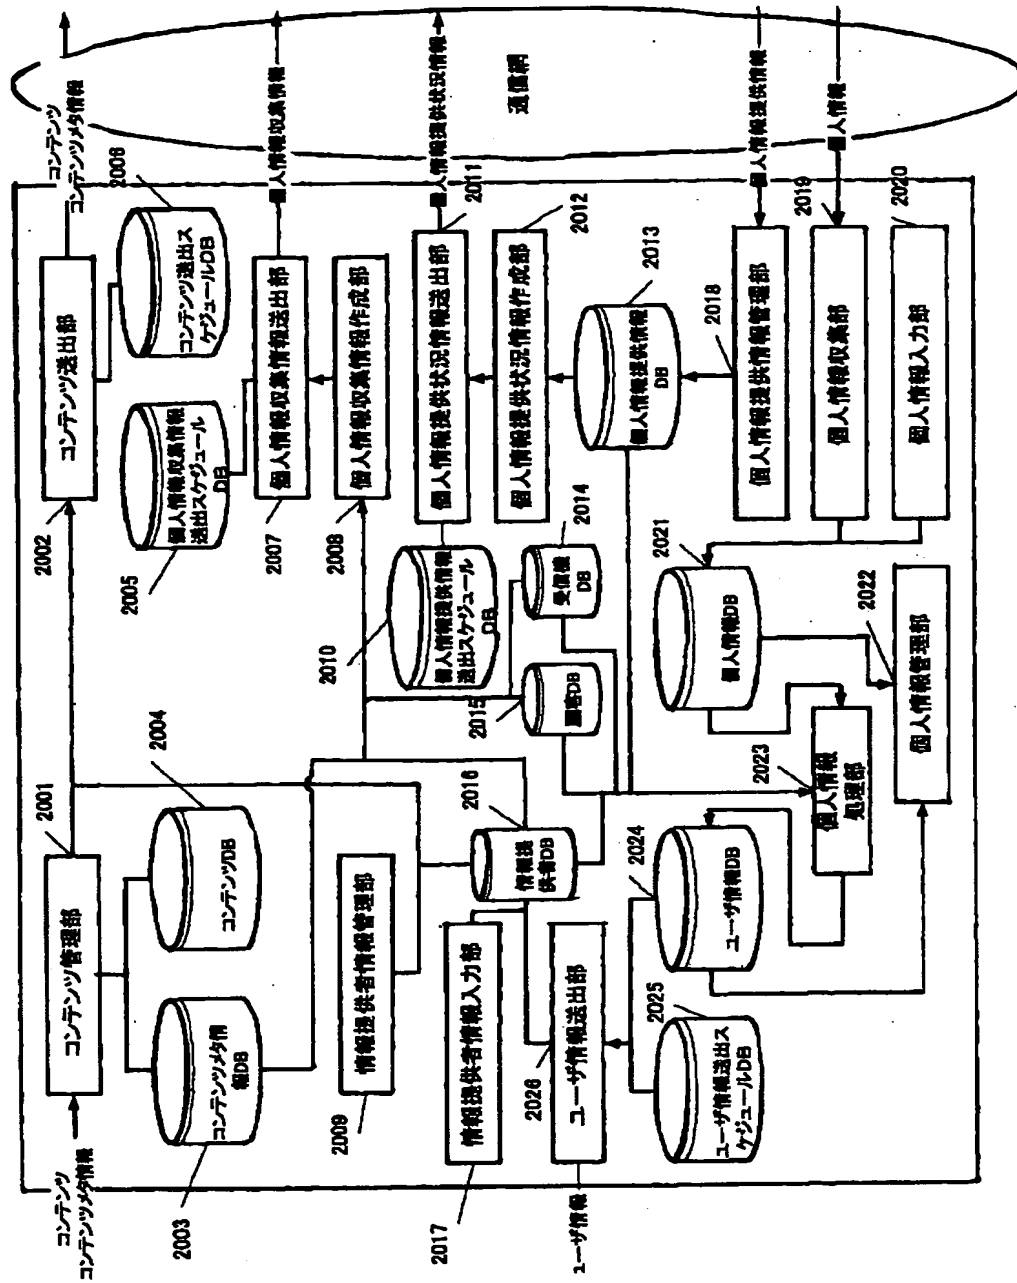 コンテンツ
コンテンツメタ情報
コンテンツ管理部
2001
コンテンツメタ情
報DB
2003
コンテンツDB
2004
コンテンツ送出部
2002
コンテンツ送出ス
ケジュールDB
2006
コンテンツ
コンテンツメタ情報
個人情報収集情報
送出スケジュール
DB
2005
個人情報収集情報送出部
2007
個人情報収集情報
個人情報収集情報作成部
2008
情報提供者情報管理部
2009
個人情報提供情報
送出スケジュール
DB
2010
個人情報提供状況情報送出部
2011
個人情報提供状況情報
個人情報提供状況情報作成部
2012
通信網
情報提供者情報入力部
2017
情報提
供者DB
2016
顧客DB
2015
受信機
DB
2014
個人情報提供情報
DB
2013
ユーザ情報
ユーザ情報送出部
2026
ユーザ情報送出ス
ケジュールDB
2025
ユーザ情報DB
2024
個人情報
処理部
2023
個人情報DB
2021
個人情報管理部
2022
個人情報提供情報管理部
2018
個人情報提供情報
個人情報収集部
2019
個人情報
個人情報入力部
2020